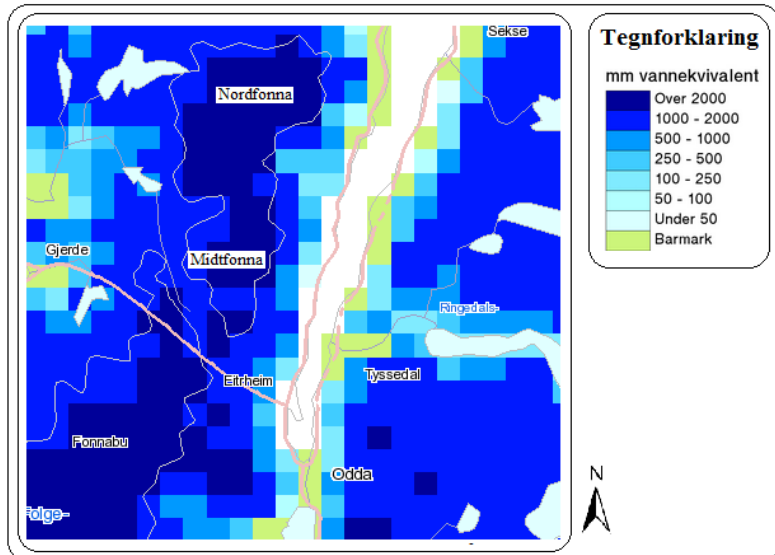 Sekse
Nordfonna
Gjerde
Midtfonna
Ringedals-
Eitrheim
Tyssedal
Fonnabu
Odda
Folge-
Tegnforklaring
mm vannekvivalent
Over 2000
1000 - 2000
500 - 1000
250 - 500
100 - 250
50 - 100
Under 50
Barmark
N